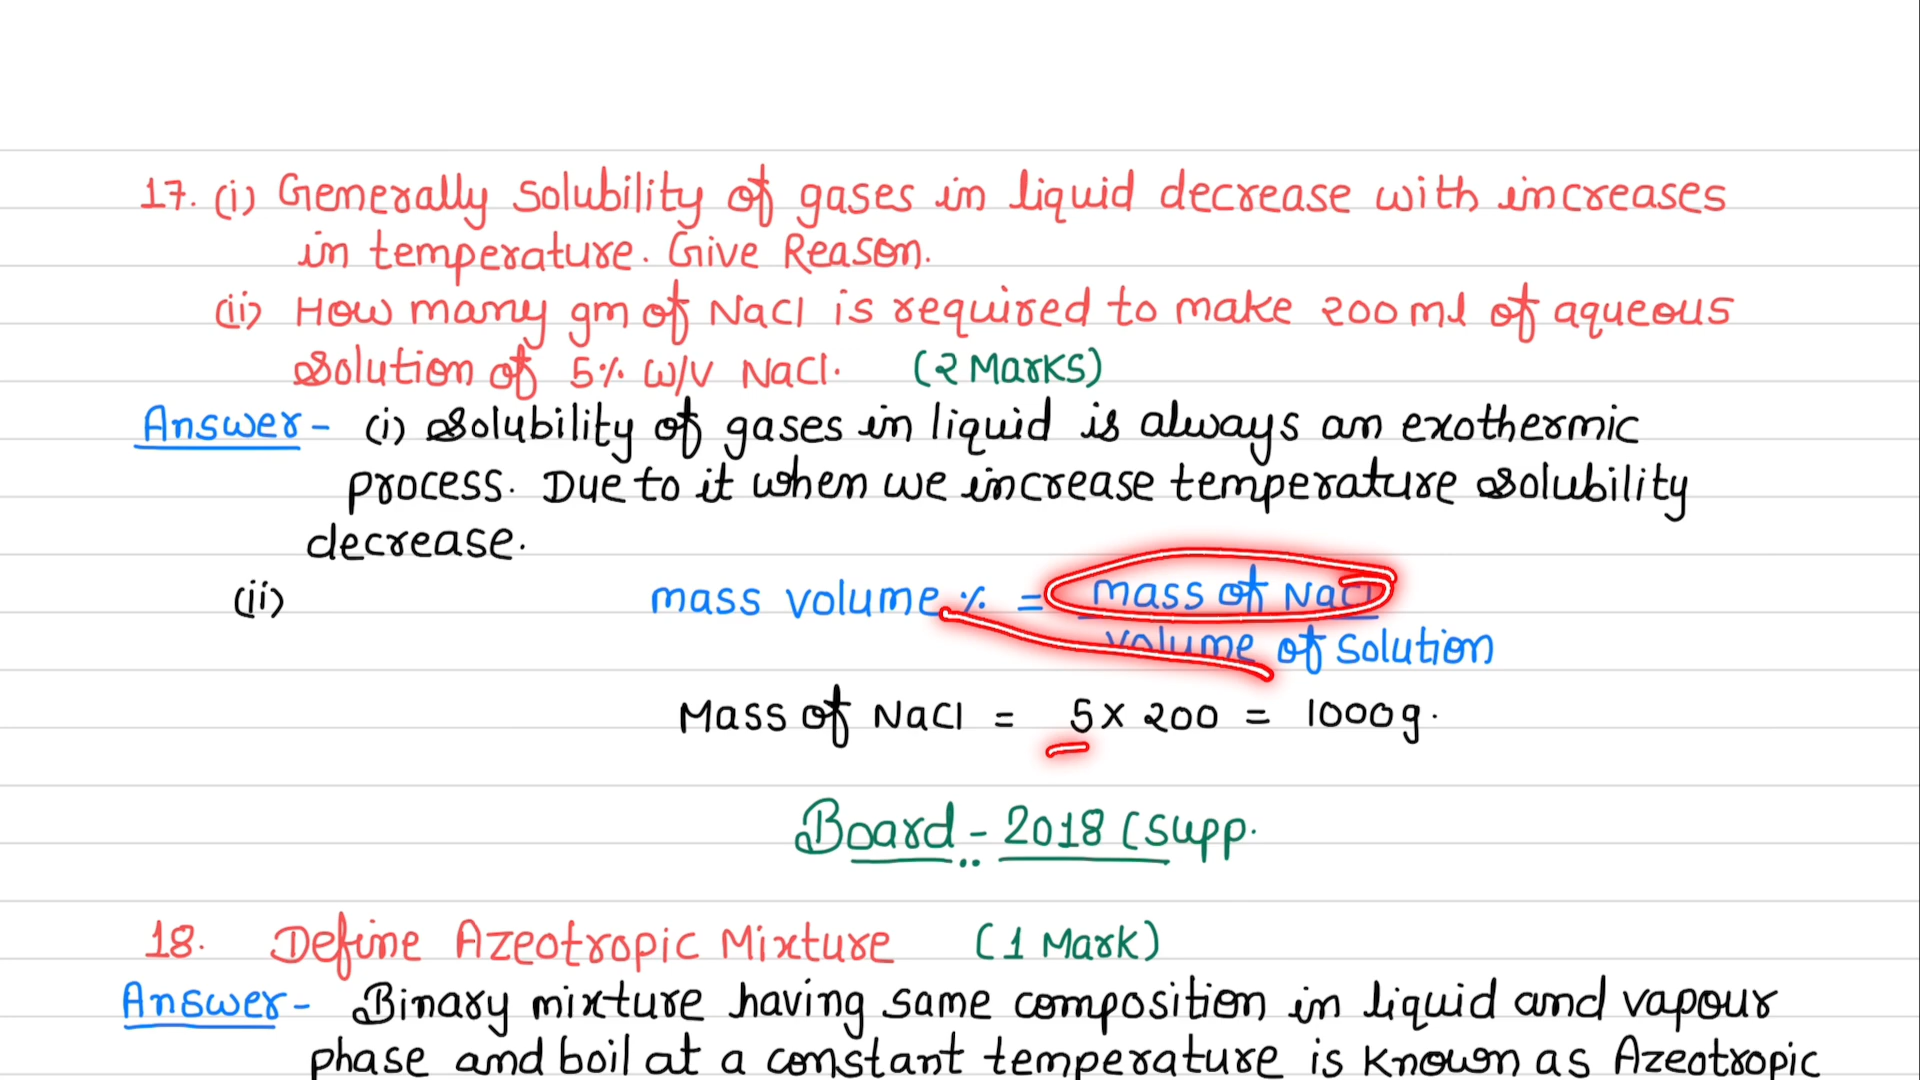 17. (i) Generally solubility of gases in liquid decrease with increases
in temperature. Give Reason.
(ii) How many gm of NaCl is required to make 200 ml of aqueous
solution of 5% w/v NaCl. (2 Marks)
Answer - (i) solubility of gases in liquid is always an exothermic
process. Due to it when we increase temperature solubility
decrease.
(ii) mass volume % = mass of NaCl
volume of solution
Mass of NaCl = 5 x 200 = 1000g.
Board - 2018 (supp.
18. Define Azeotropic Mixture (1 Mark)
Answer - Binary mixture having same composition in liquid and vapour
phase and boil at a constant temperature is known as Azeotropic